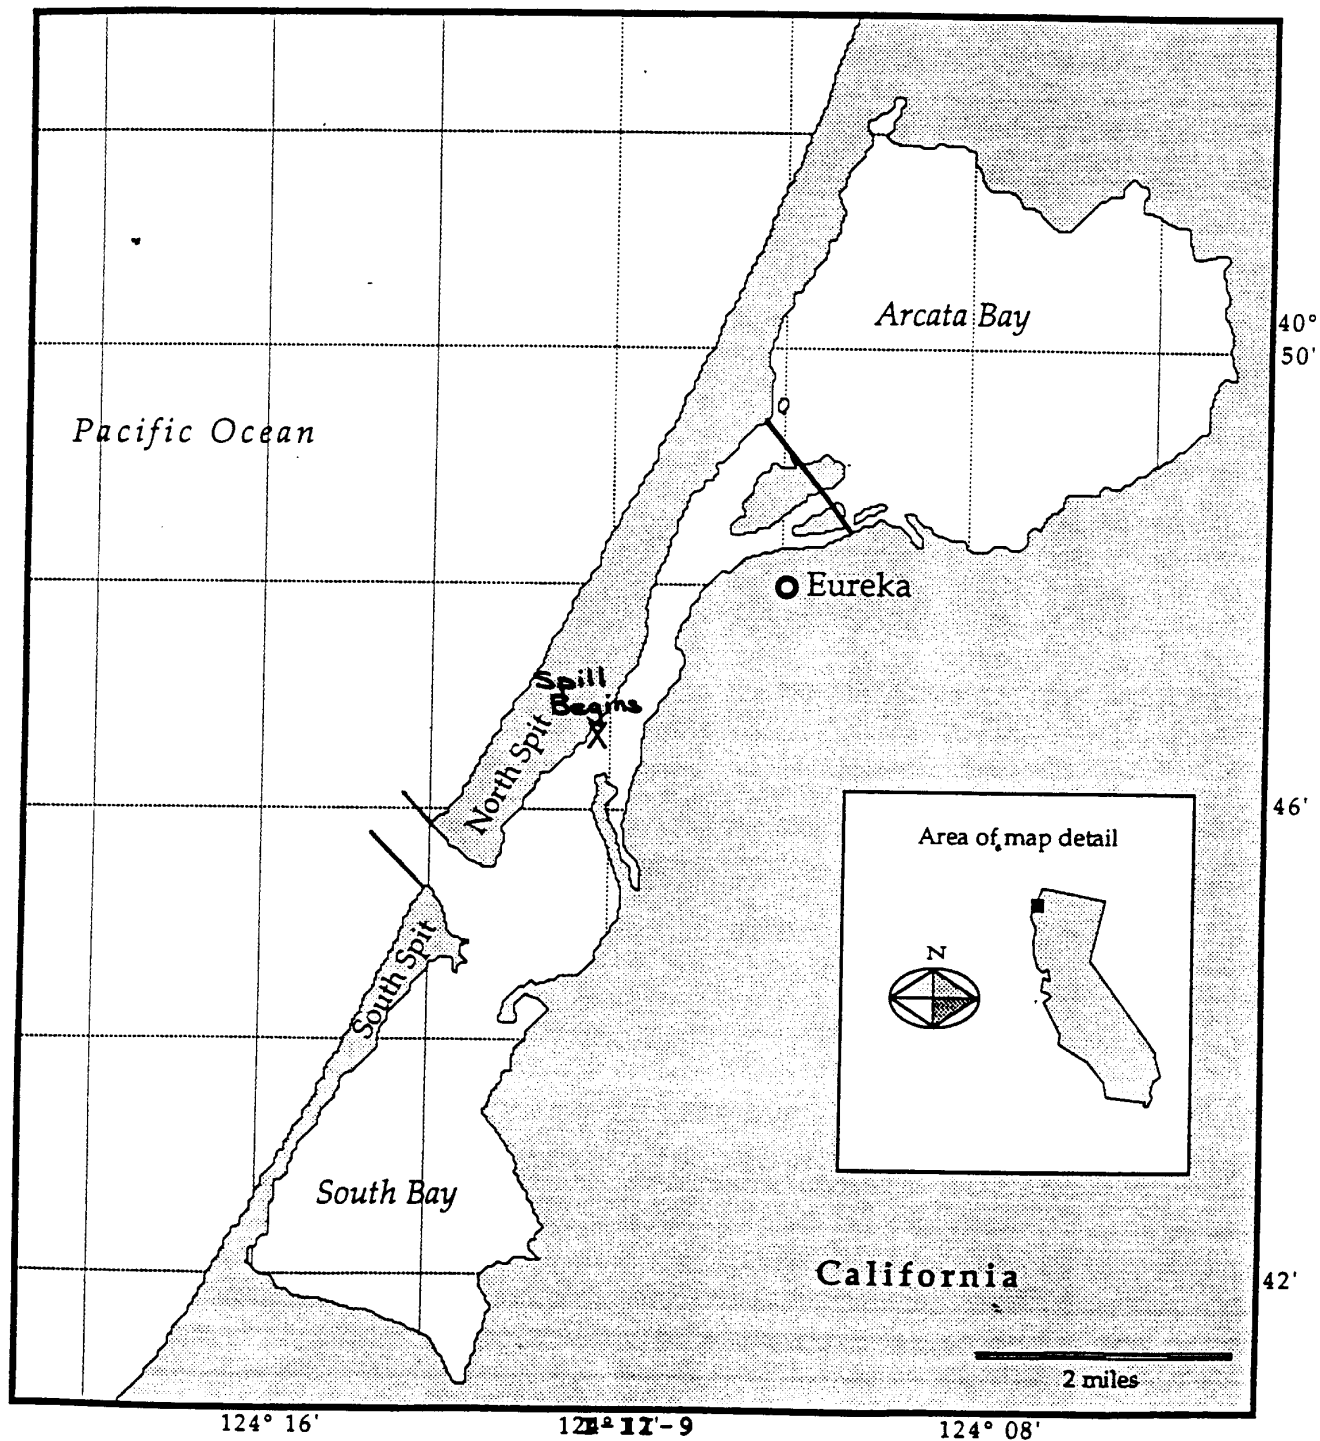 Arcata Bay
40°
50'
Pacific Ocean
Eureka
Spill
Begins
X
North Spit
46'
Area of map detail
N
South Spit
South Bay
California
42'
2 miles
124° 16'
124° 08'